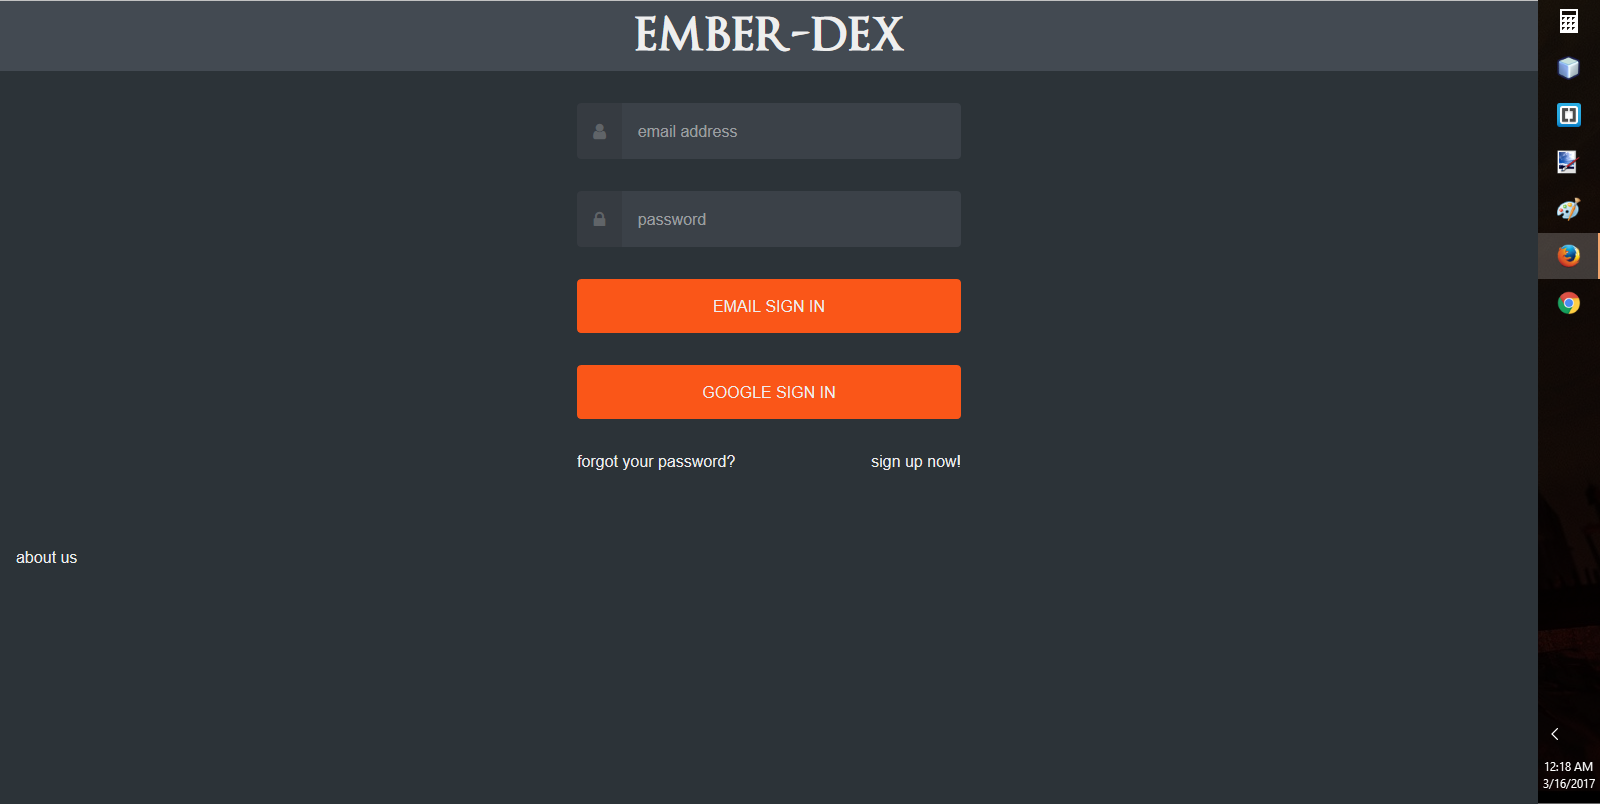 EMBER-DEX
email address
password
EMAIL SIGN IN
GOOGLE SIGN IN
forgot your password?
sign up now!
about us
12:18 AM
3/16/2017